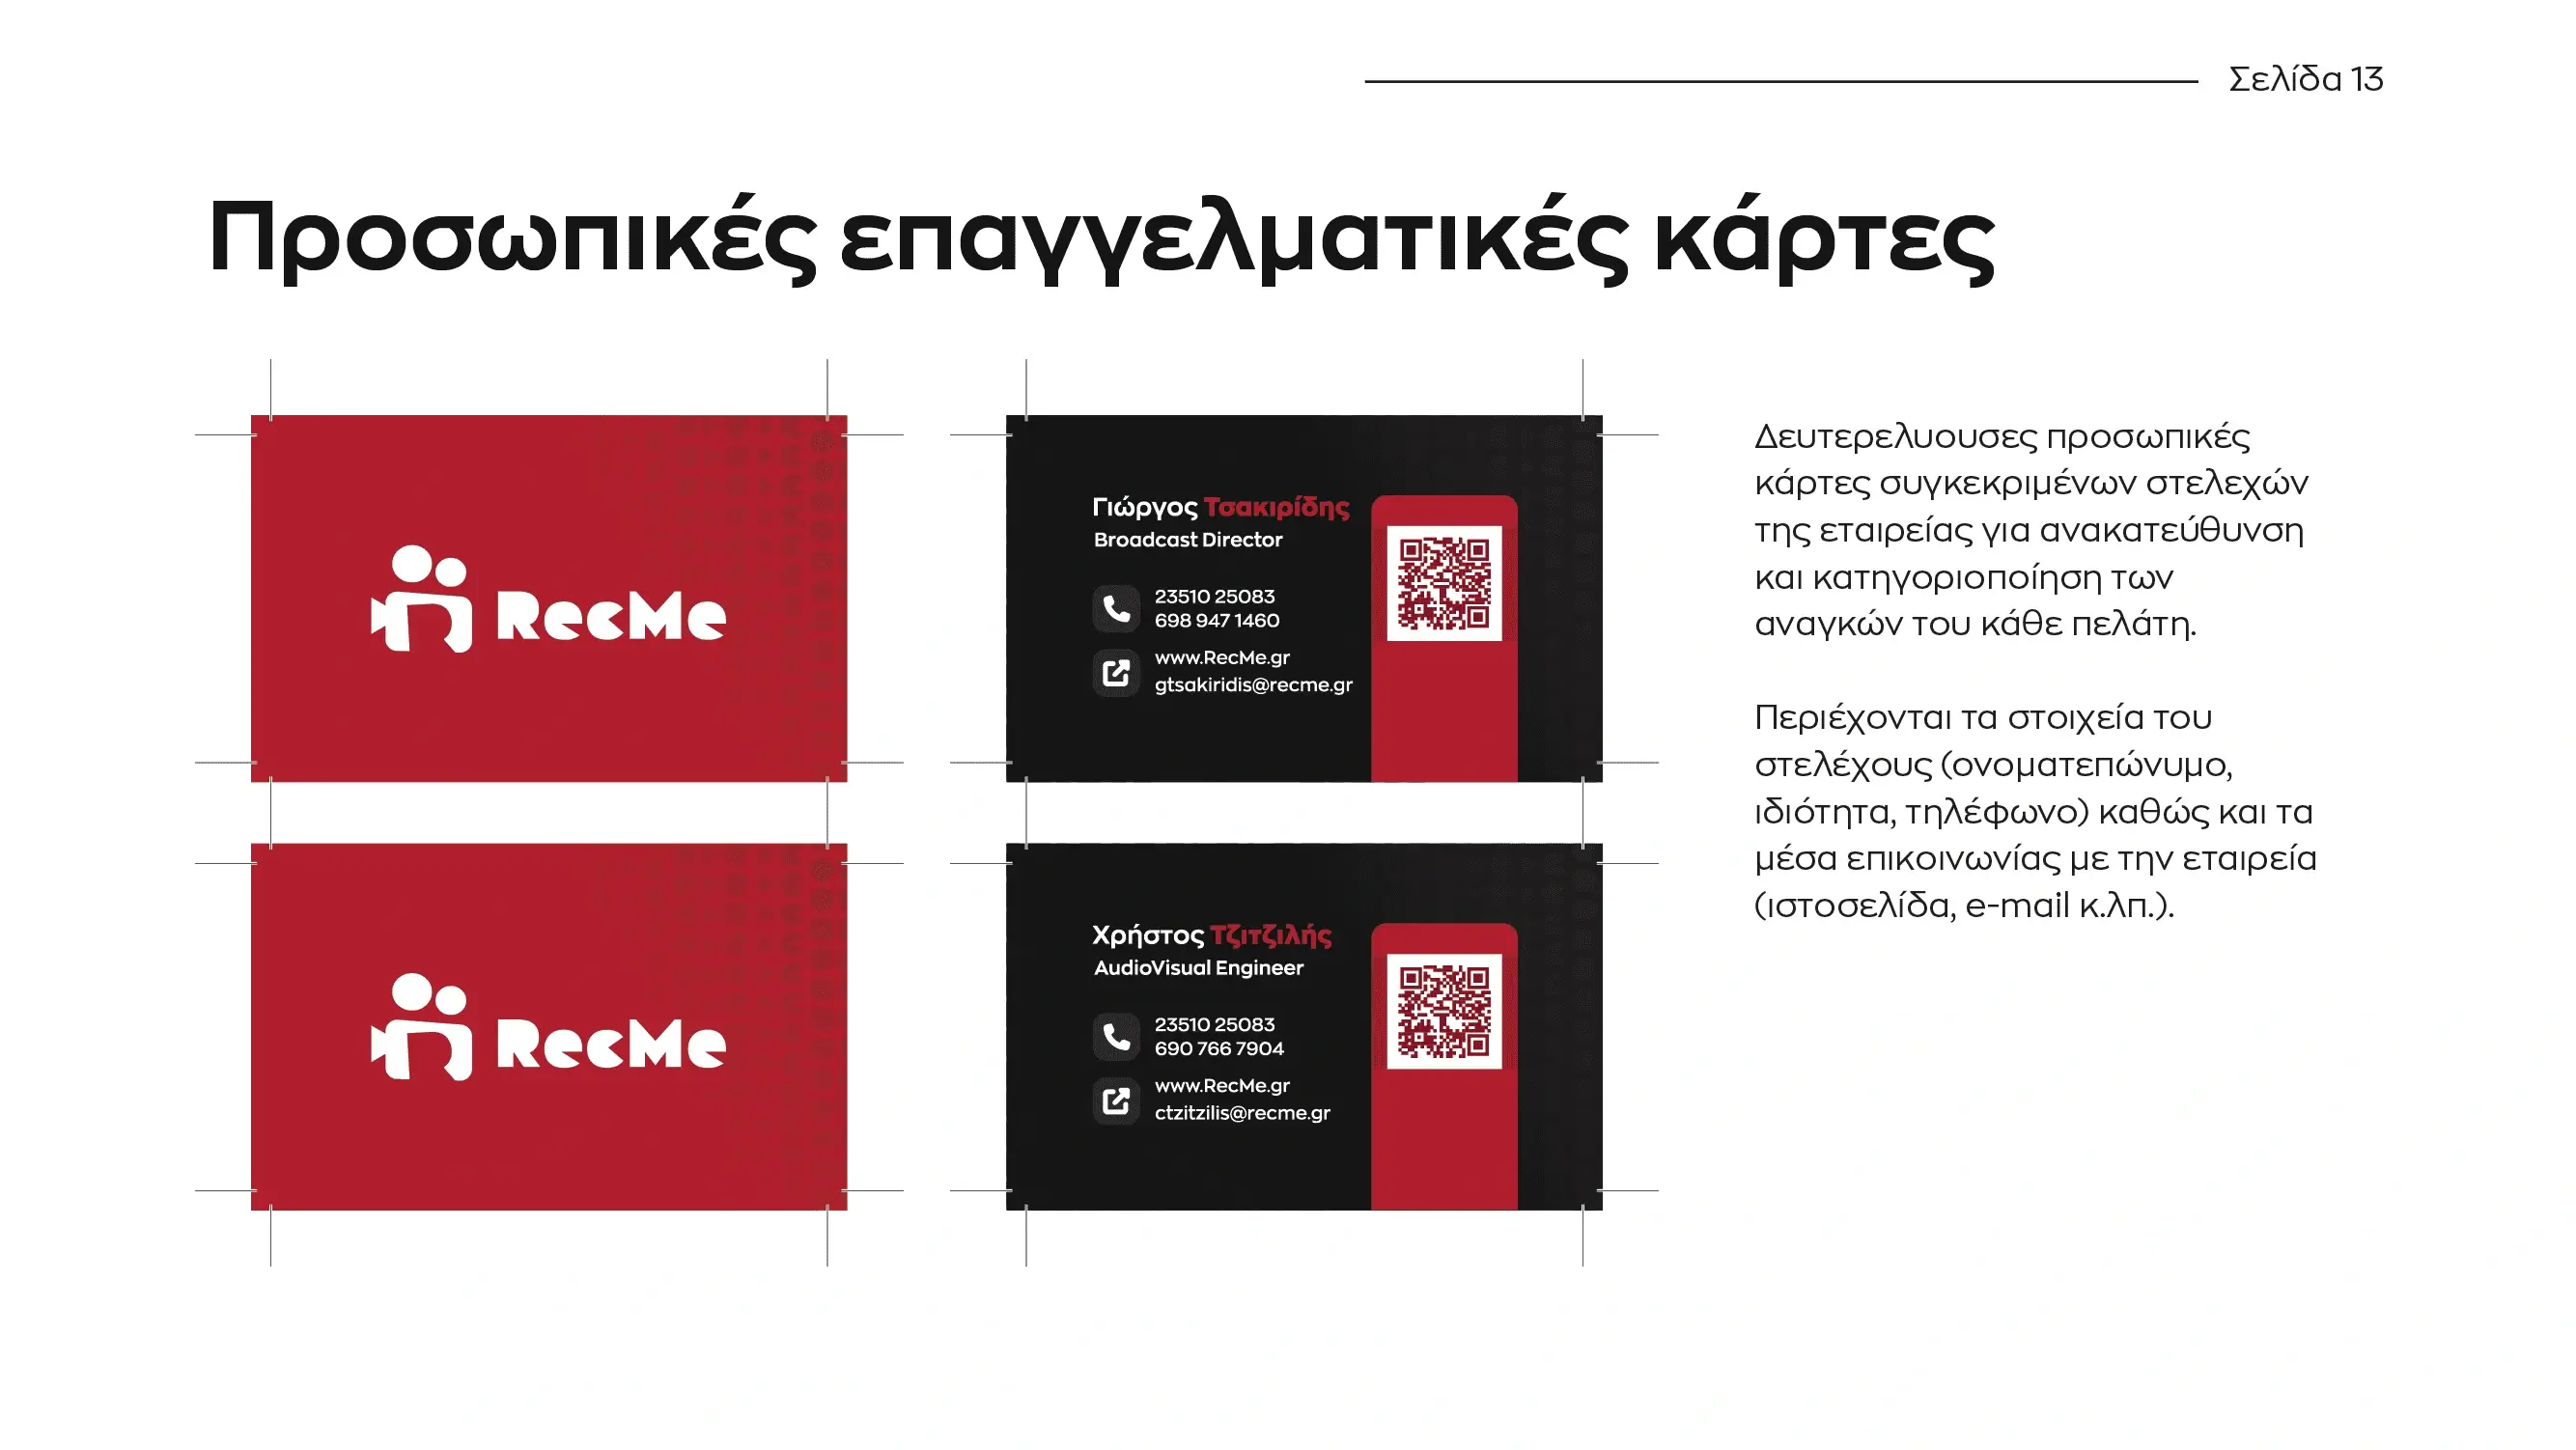 Σελίδα 13
Προσωπικές επαγγελματικές κάρτες
RecMe
Γιώργος Τσακιρίδης
Broadcast Director
23510 25083
698 947 1460
www.RecMe.gr
gtsakiridis@recme.gr
RecMe
Χρήστος Τζιτζιλής
AudioVisual Engineer
23510 25083
690 766 7904
www.RecMe.gr
ctzitzilis@recme.gr
Δευτερελυουσες προσωπικές
κάρτες συγκεκριμένων στελεχών
της εταιρείας για ανακατεύθυνση
και κατηγοριοποίηση των
αναγκών του κάθε πελάτη.
Περιέχονται τα στοιχεία του
στελέχους (ονοματεπώνυμο,
ιδιότητα, τηλέφωνο) καθώς και τα
μέσα επικοινωνίας με την εταιρεία
(ιστοσελίδα, e-mail κ.λπ.).